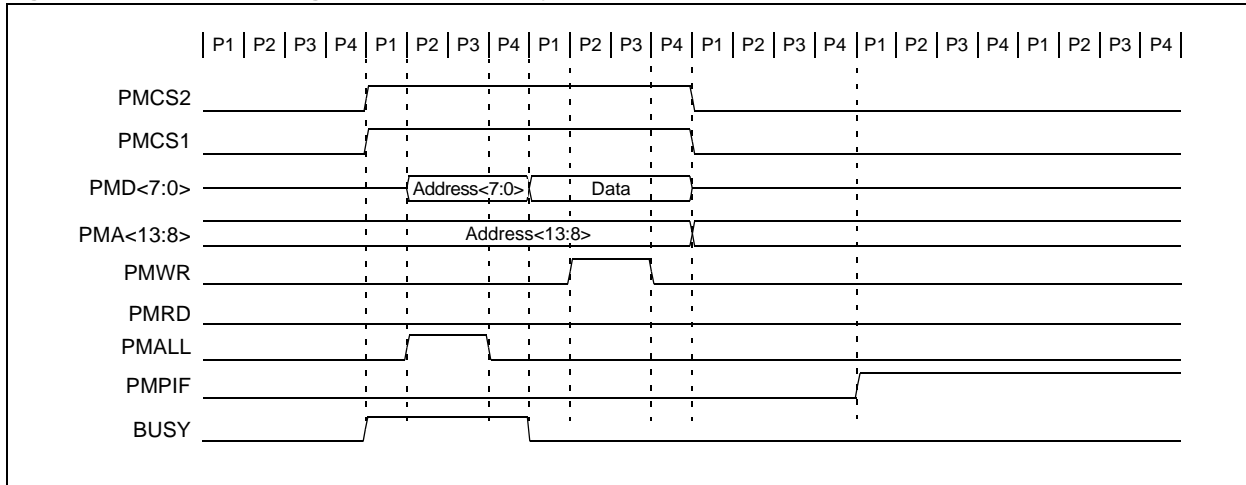 P1 P2 P3 P4 P1 P2 P3 P4 P1 P2 P3 P4 P1 P2 P3 P4 P1 P2 P3 P4 P1 P2 P3 P4
PMCS2
PMCS1
PMD<7:0> Address<7:0> Data
PMA<13:8> Address<13:8>
PMWR
PMRD
PMALL
PMPIF
BUSY